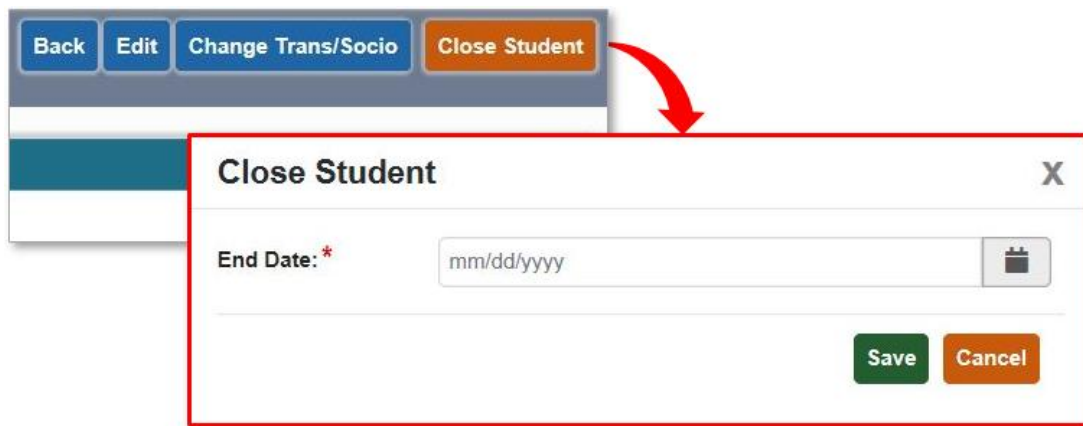 Back Edit Change Trans/Socio Close Student
Close Student X
End Date: * mm/dd/yyyy
Save Cancel